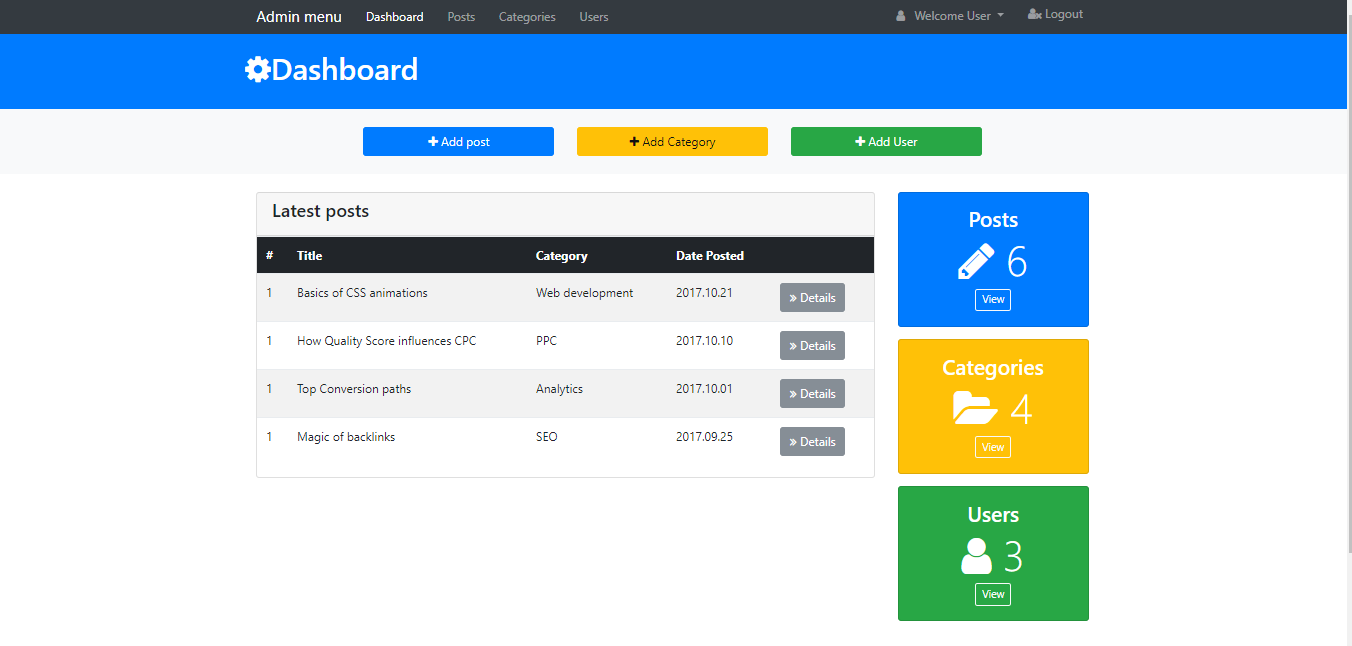 Admin menu Dashboard Posts Categories Users Welcome User Logout
Dashboard
Add post Add Category Add User
Latest posts
# Title Category Date Posted
1 Basics of CSS animations Web development 2017.10.21 » Details
1 How Quality Score influences CPC PPC 2017.10.10 » Details
1 Top Conversion paths Analytics 2017.10.01 » Details
1 Magic of backlinks SEO 2017.09.25 » Details
Posts
6
View
Categories
4
View
Users
3
View